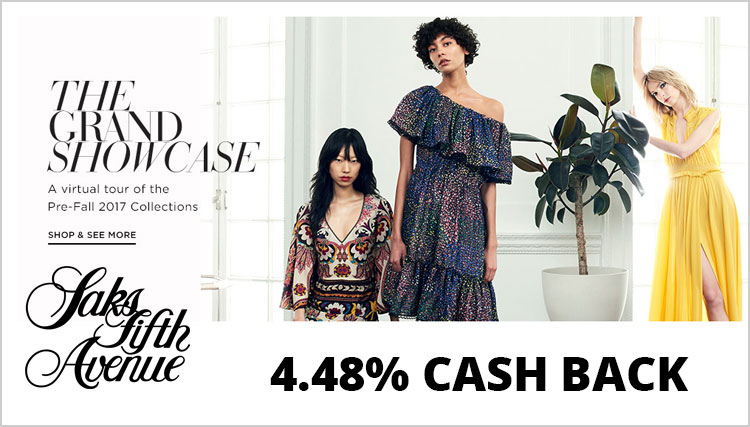 THE
GRAND
SHOWCASE
A virtual tour of the
Pre-Fall 2017 Collections
SHOP & SEE MORE
Saks
Fifth
Avenue
4.48% CASH BACK